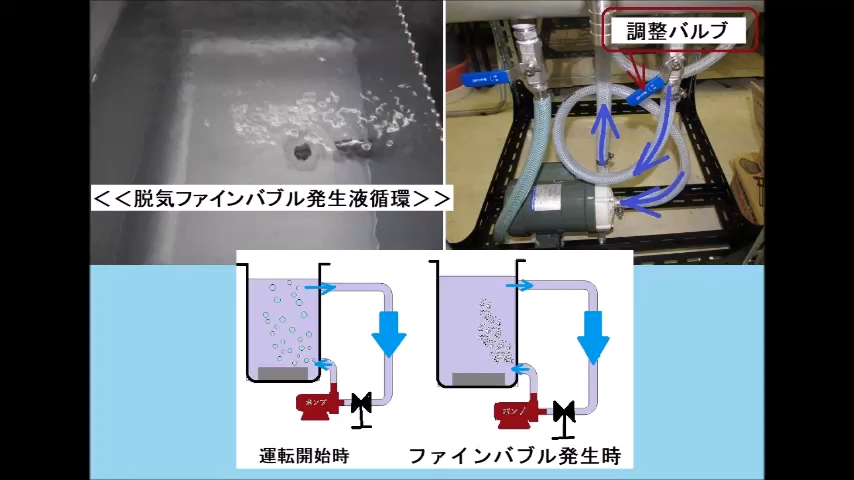 調整バルブ
＜＜脱気ファインバブル発生液循環＞＞
ポンプ
ポンプ
運転開始時
ファインバブル発生時